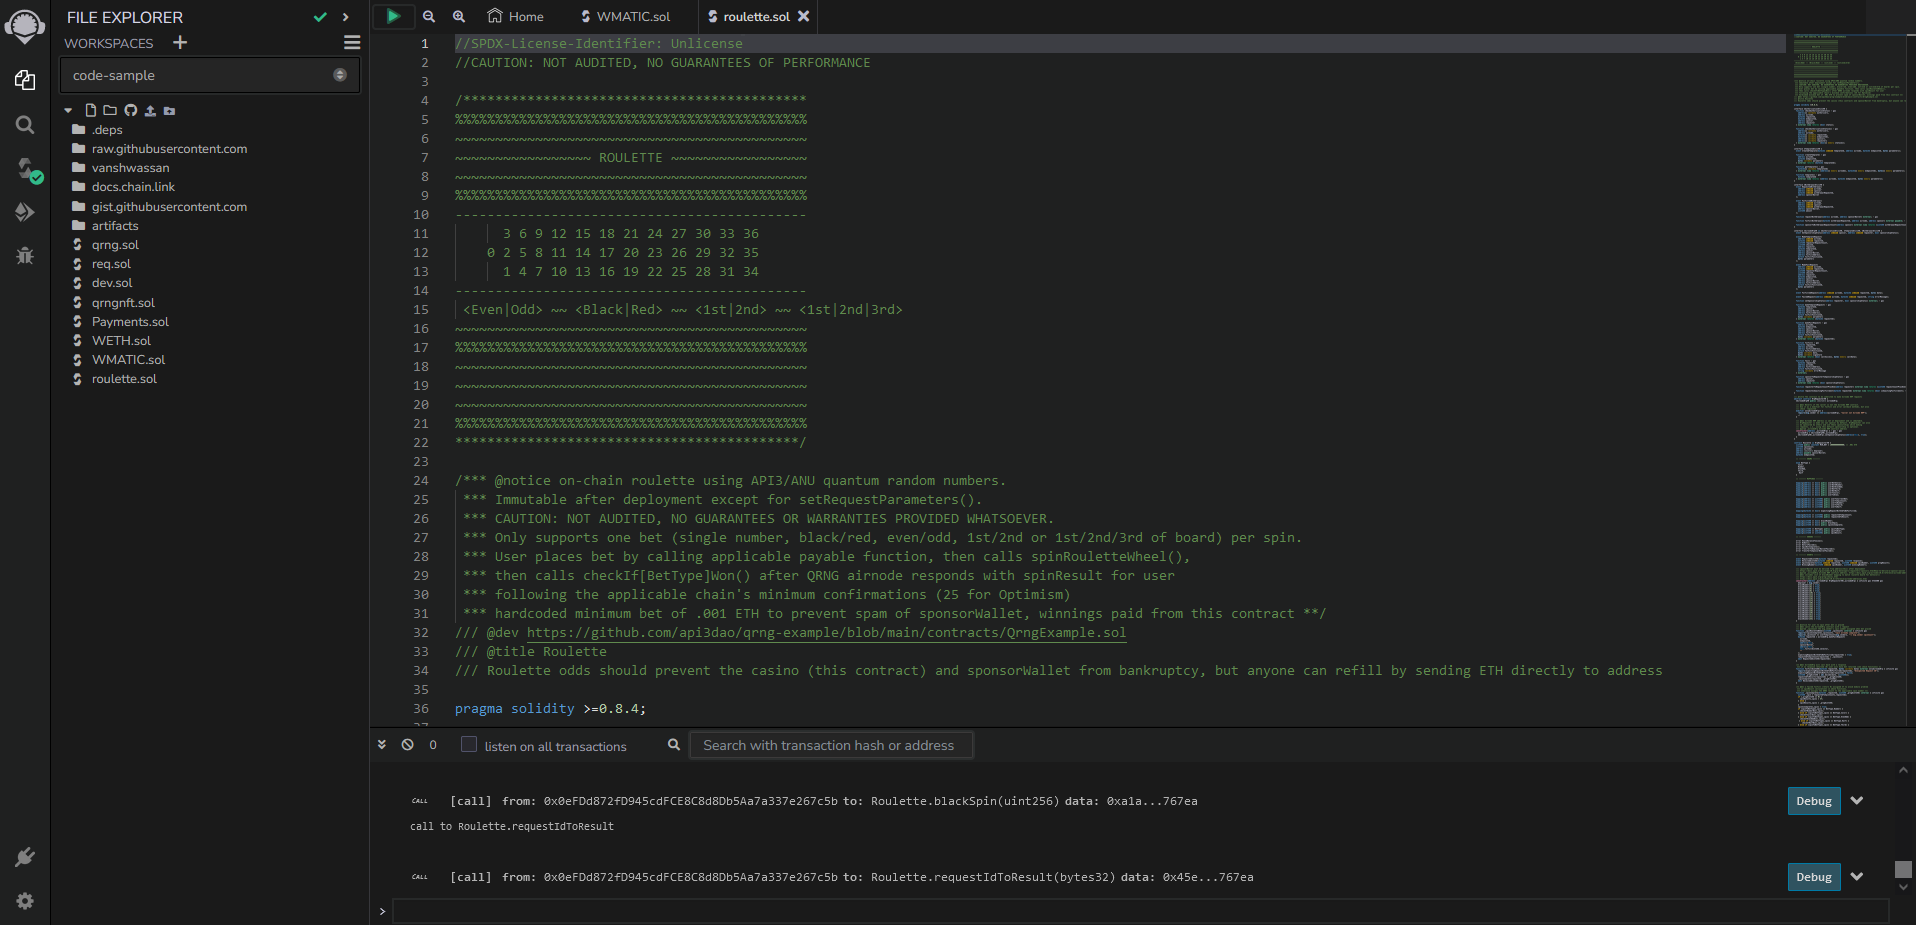 FILE EXPLORER
WORKSPACES
code-sample
.deps
raw.githubusercontent.com
vanshwassan
docs.chain.link
gist.githubusercontent.com
artifacts
qrng.sol
req.sol
dev.sol
qrngnft.sol
Payments.sol
WETH.sol
WMATIC.sol
roulette.sol
Home
WMATIC.sol
roulette.sol
1 //SPDX-License-Identifier: Unlicense
2 //CAUTION: NOT AUDITED, NO GUARANTEES OF PERFORMANCE
3
4 /*******************************************
5 %%%%%%%%%%%%%%%%%%%%%%%%%%%%%%%%%%%%%%%%%%%%
6 ~~~~~~~~~~~~~~~~~~~~~~~~~~~~~~~~~~~~~~~~~~~~
7 ~~~~~~~~~~~~~~~~~ ROULETTE ~~~~~~~~~~~~~~~~~
8 ~~~~~~~~~~~~~~~~~~~~~~~~~~~~~~~~~~~~~~~~~~~~
9 %%%%%%%%%%%%%%%%%%%%%%%%%%%%%%%%%%%%%%%%%%%%
10 --------------------------------------------
11 3 6 9 12 15 18 21 24 27 30 33 36
12 0 2 5 8 11 14 17 20 23 26 29 32 35
13 1 4 7 10 13 16 19 22 25 28 31 34
14 --------------------------------------------
15 <Even|Odd> ~~ <Black|Red> ~~ <1st|2nd> ~~ <1st|2nd|3rd>
16 ~~~~~~~~~~~~~~~~~~~~~~~~~~~~~~~~~~~~~~~~~~~~
17 %%%%%%%%%%%%%%%%%%%%%%%%%%%%%%%%%%%%%%%%%%%%
18 ~~~~~~~~~~~~~~~~~~~~~~~~~~~~~~~~~~~~~~~~~~~~
19 ~~~~~~~~~~~~~~~~~~~~~~~~~~~~~~~~~~~~~~~~~~~~
20 ~~~~~~~~~~~~~~~~~~~~~~~~~~~~~~~~~~~~~~~~~~~~
21 %%%%%%%%%%%%%%%%%%%%%%%%%%%%%%%%%%%%%%%%%%%%
22 *******************************************/
23
24 /*** @notice on-chain roulette using API3/ANU quantum random numbers.
25 *** Immutable after deployment except for setRequestParameters().
26 *** CAUTION: NOT AUDITED, NO GUARANTEES OR WARRANTIES PROVIDED WHATSOEVER.
27 *** Only supports one bet (single number, black/red, even/odd, 1st/2nd or 1st/2nd/3rd of board) per spin.
28 *** User places bet by calling applicable payable function, then calls spinRouletteWheel(),
29 *** then calls checkIf[BetType]Won() after QRNG airnode responds with spinResult for user
30 *** following the applicable chain's minimum confirmations (25 for Optimism)
31 *** hardcoded minimum bet of .001 ETH to prevent spam of sponsorWallet, winnings paid from this contract **/
32 /// @dev https://github.com/api3dao/qrng-example/blob/main/contracts/QrngExample.sol
33 /// @title Roulette
34 /// Roulette odds should prevent the casino (this contract) and sponsorWallet from bankruptcy, but anyone can refill by sending ETH directly to address
35
36 pragma solidity >=0.8.4;
37
0 listen on all transactions Search with transaction hash or address
CALL [call] from: 0x0eFDd872fD945cdFCE8C8d8Db5Aa7a337e267c5b to: Roulette.blackSpin(uint256) data: 0xa1a...767ea Debug
call to Roulette.requestIdToResult
CALL [call] from: 0x0eFDd872fD945cdFCE8C8d8Db5Aa7a337e267c5b to: Roulette.requestIdToResult(bytes32) data: 0x45e...767ea Debug
>